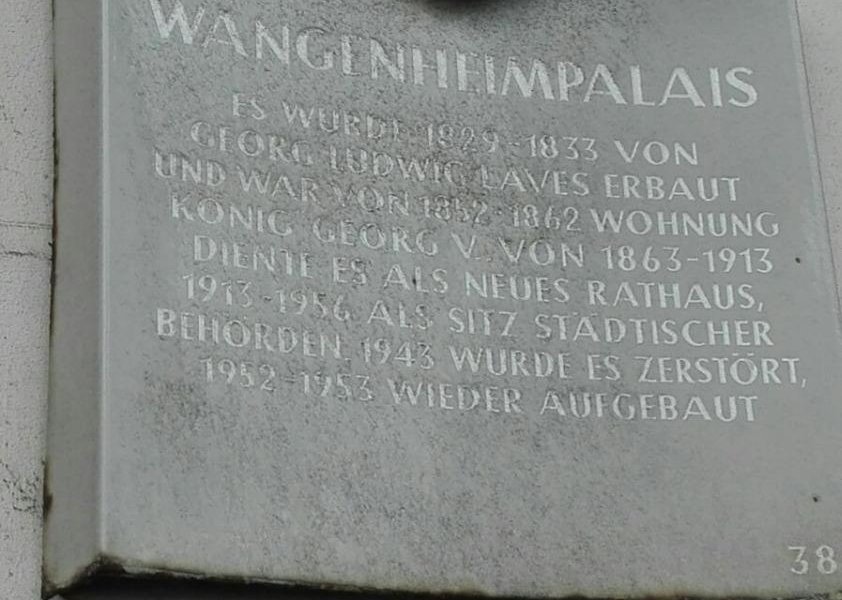 WANGENHEIMPALAIS
ES WURDE 1829-1833 VON
GEORG LUDWIG LAVES ERBAUT
UND WAR VON 1852-1862 WOHNUNG
KÖNIG GEORG V., VON 1863-1913
DIENTE ES ALS NEUES RATHAUS,
1913-1956 ALS SITZ STÄDTISCHER
BEHÖRDEN. 1943 WURDE ES ZERSTÖRT,
1952-1953 WIEDER AUFGEBAUT
38